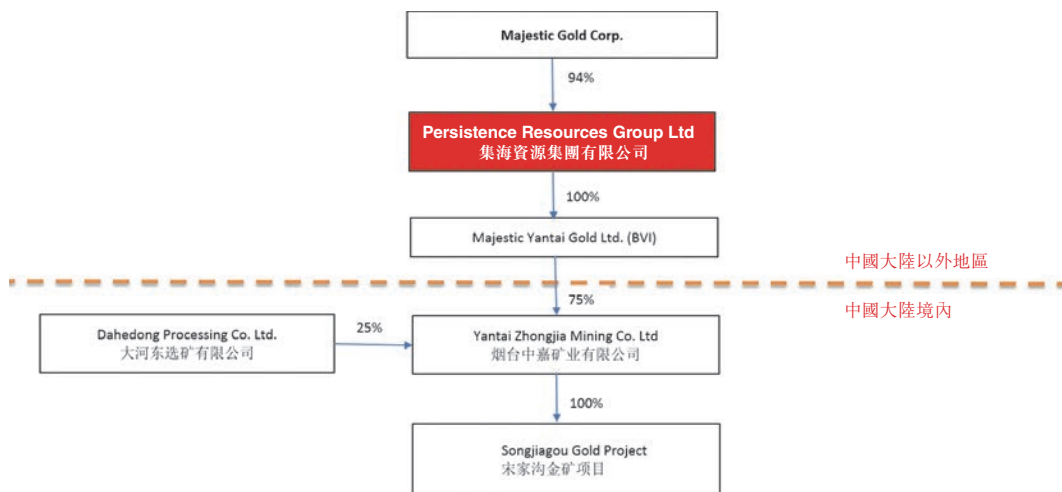 Majestic Gold Corp.
94%
Persistence Resources Group Ltd
集海資源集團有限公司
100%
Majestic Yantai Gold Ltd. (BVI)
中國大陸以外地區
75%
中國大陸境內
Dahedong Processing Co. Ltd.
大河东选矿有限公司
25%
Yantai Zhongjia Mining Co. Ltd
烟台中嘉矿业有限公司
100%
Songjiagou Gold Project
宋家沟金矿项目